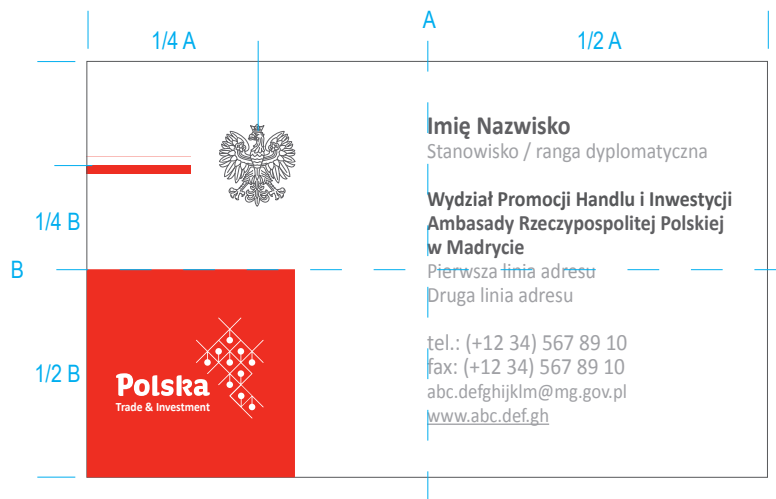 A
1/4 A
1/2 A
Imię Nazwisko
Stanowisko / ranga dyplomatyczna
Wydział Promocji Handlu i Inwestycji
Ambasady Rzeczypospolitej Polskiej
w Madrycie
Pierwsza linia adresu
Druga linia adresu
tel.: (+12 34) 567 89 10
fax: (+12 34) 567 89 10
abc.defghijklm@mg.gov.pl
www.abc.def.gh
1/4 B
B
1/2 B
Polska
Trade & Investment